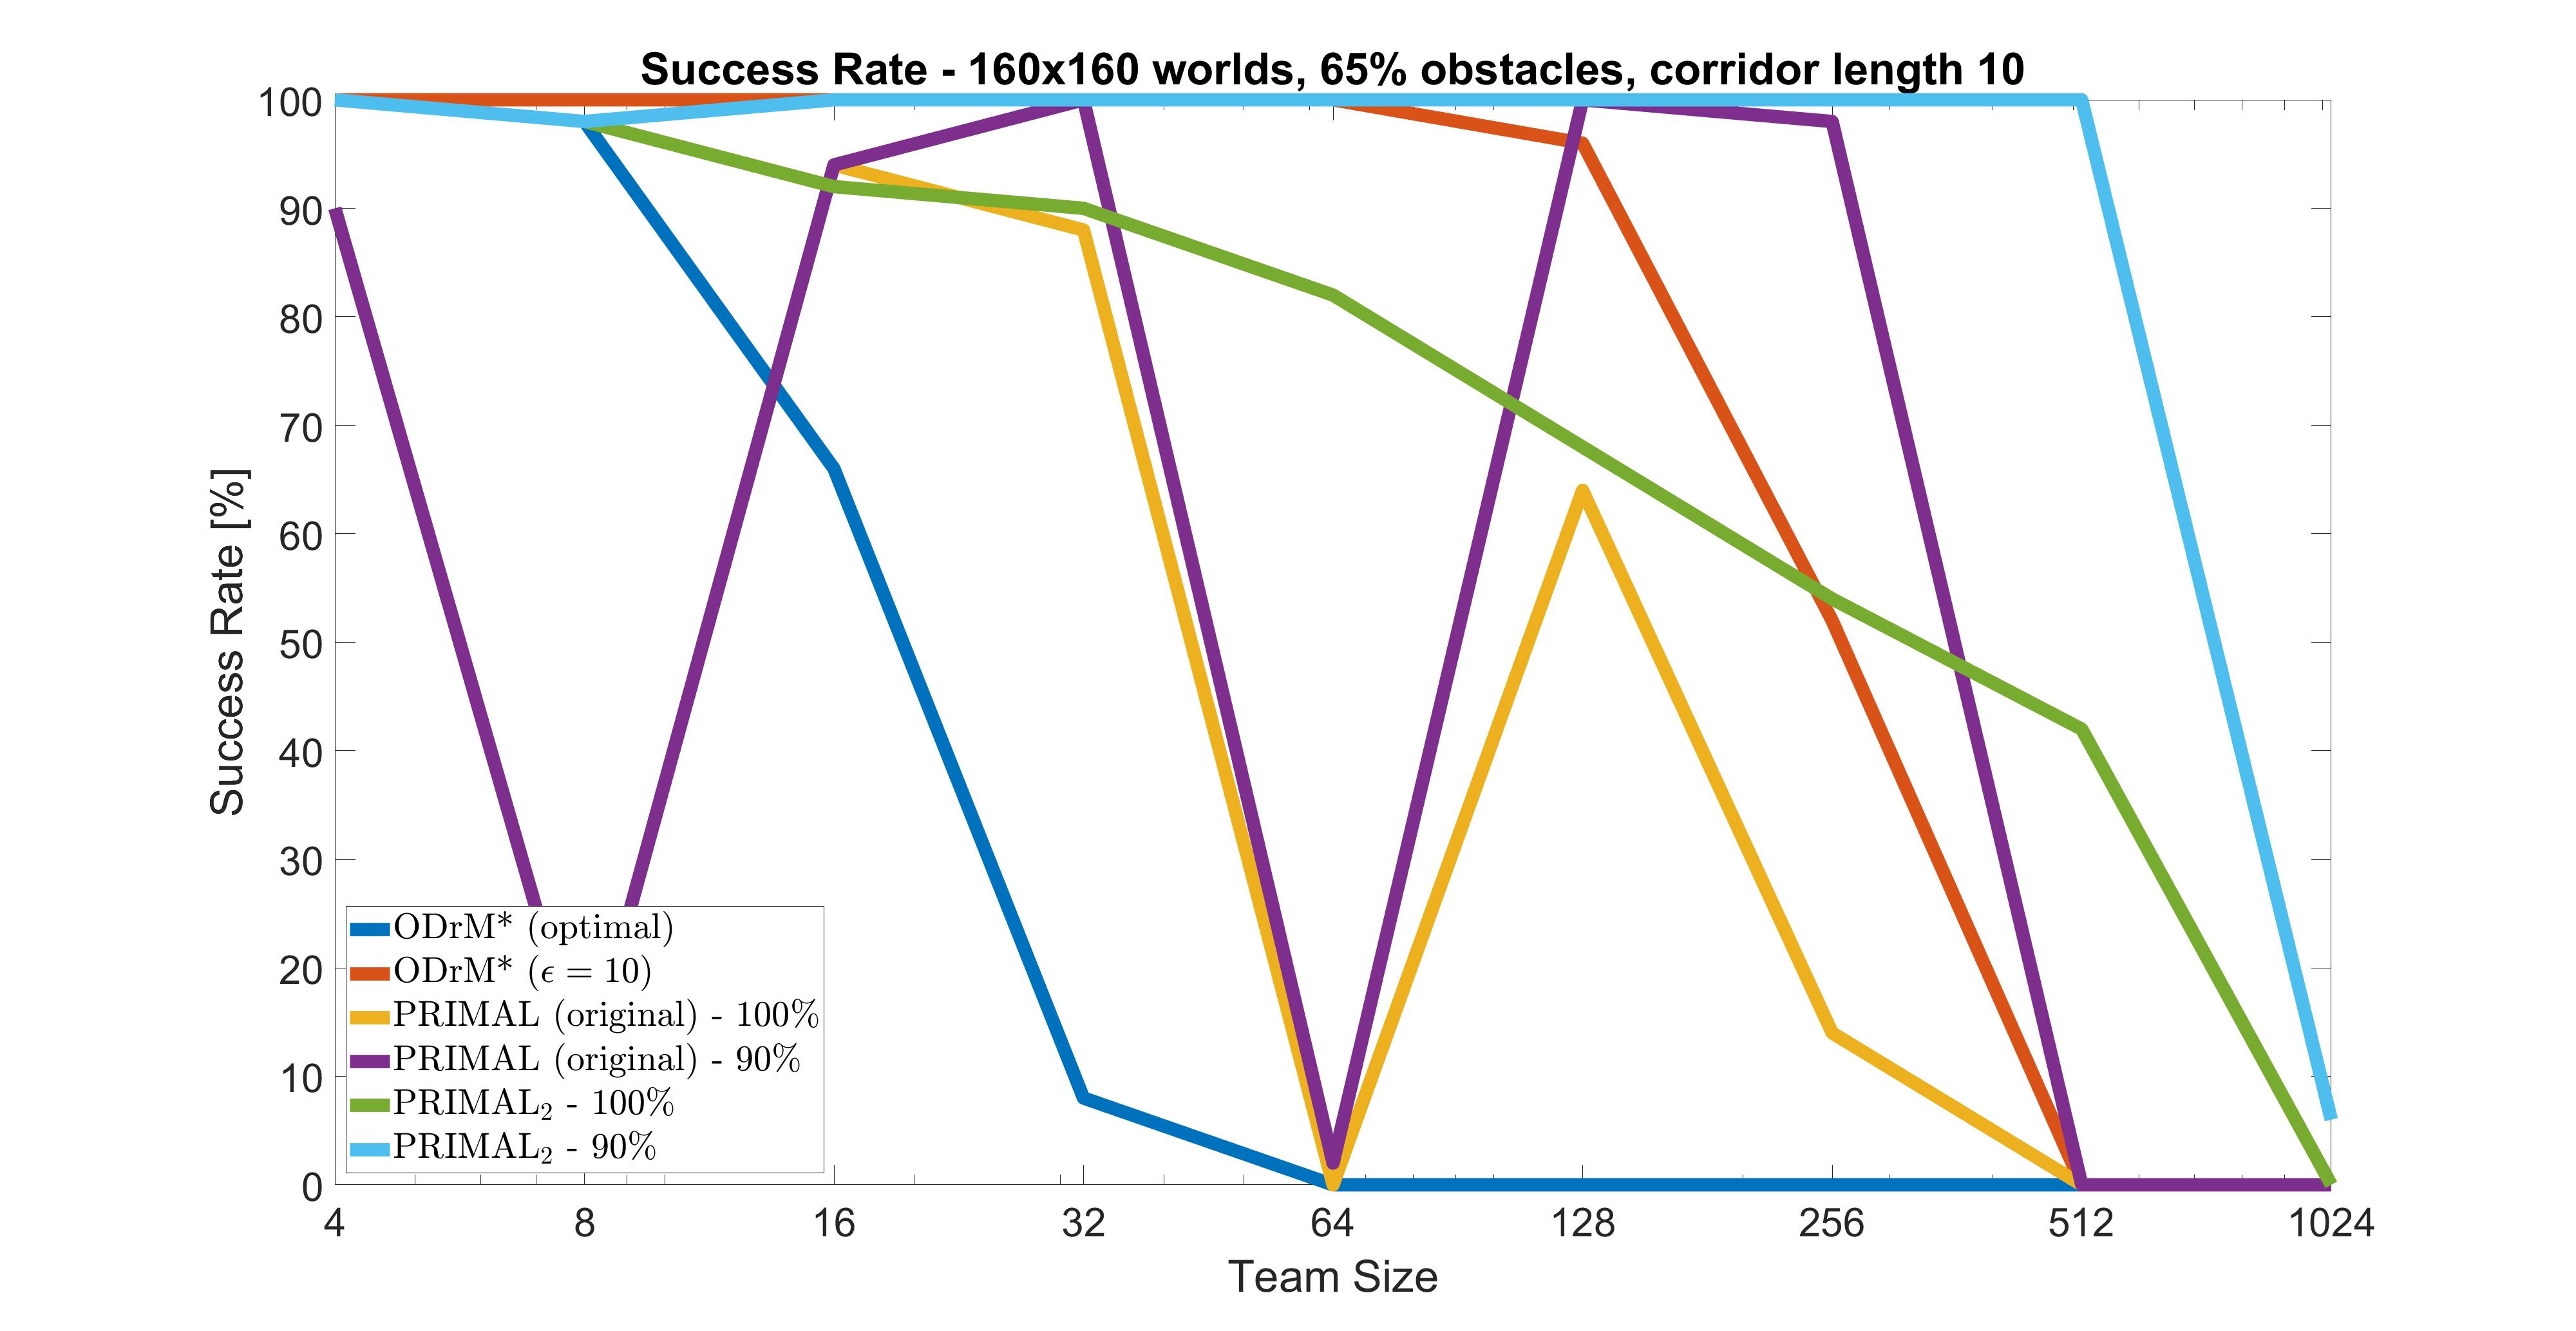 Success Rate - 160x160 worlds, 65% obstacles, corridor length 10
100
90
80
70
60
50
40
30
20
10
0
Success Rate [%]
ODrM* (optimal)
ODrM* (ϵ = 10)
PRIMAL (original) - 100%
PRIMAL (original) - 90%
PRIMAL₂ - 100%
PRIMAL₂ - 90%
4 8 16 32 64 128 256 512 1024
Team Size